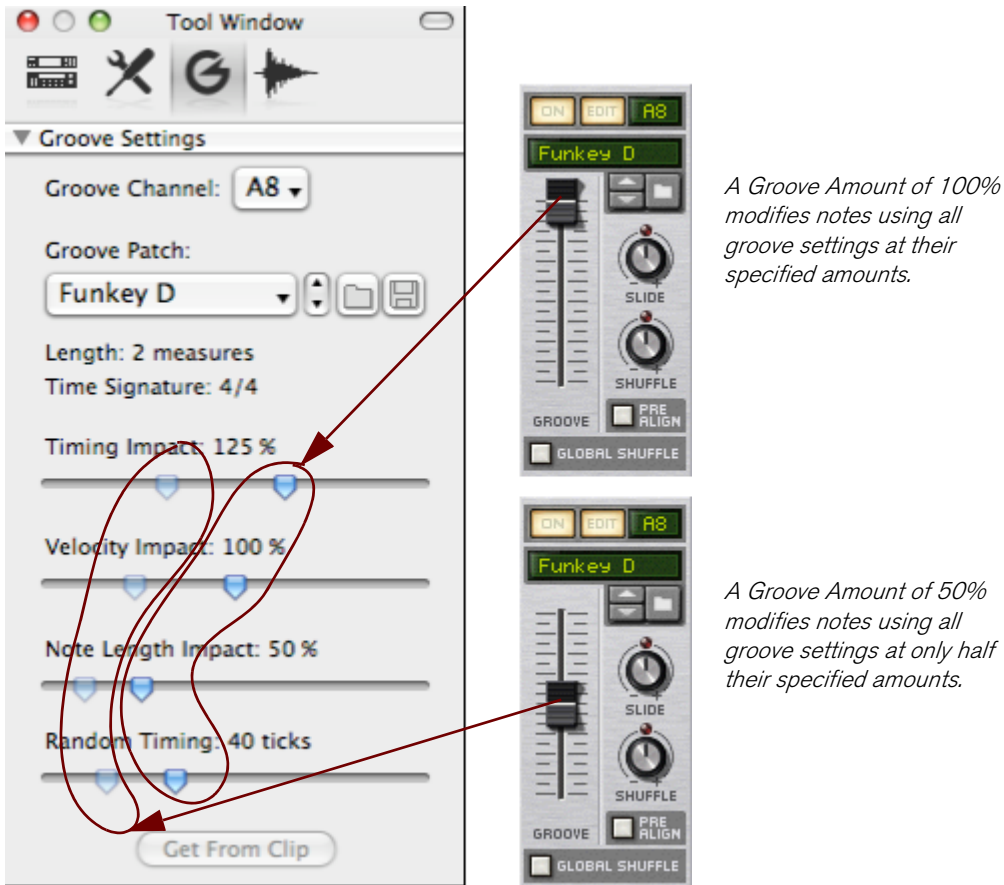 Tool Window
Groove Settings
Groove Channel: A8
Groove Patch:
Funkey D
Length: 2 measures
Time Signature: 4/4
Timing Impact: 125 %
Velocity Impact: 100 %
Note Length Impact: 50 %
Random Timing: 40 ticks
Get From Clip
ON EDIT A8
Funkey D
SLIDE
- +
SHUFFLE
- +
GROOVE
PRE ALIGN
GLOBAL SHUFFLE
A Groove Amount of 100%
modifies notes using all
groove settings at their
specified amounts.
ON EDIT A8
Funkey D
SLIDE
- +
SHUFFLE
- +
GROOVE
PRE ALIGN
GLOBAL SHUFFLE
A Groove Amount of 50%
modifies notes using all
groove settings at only half
their specified amounts.